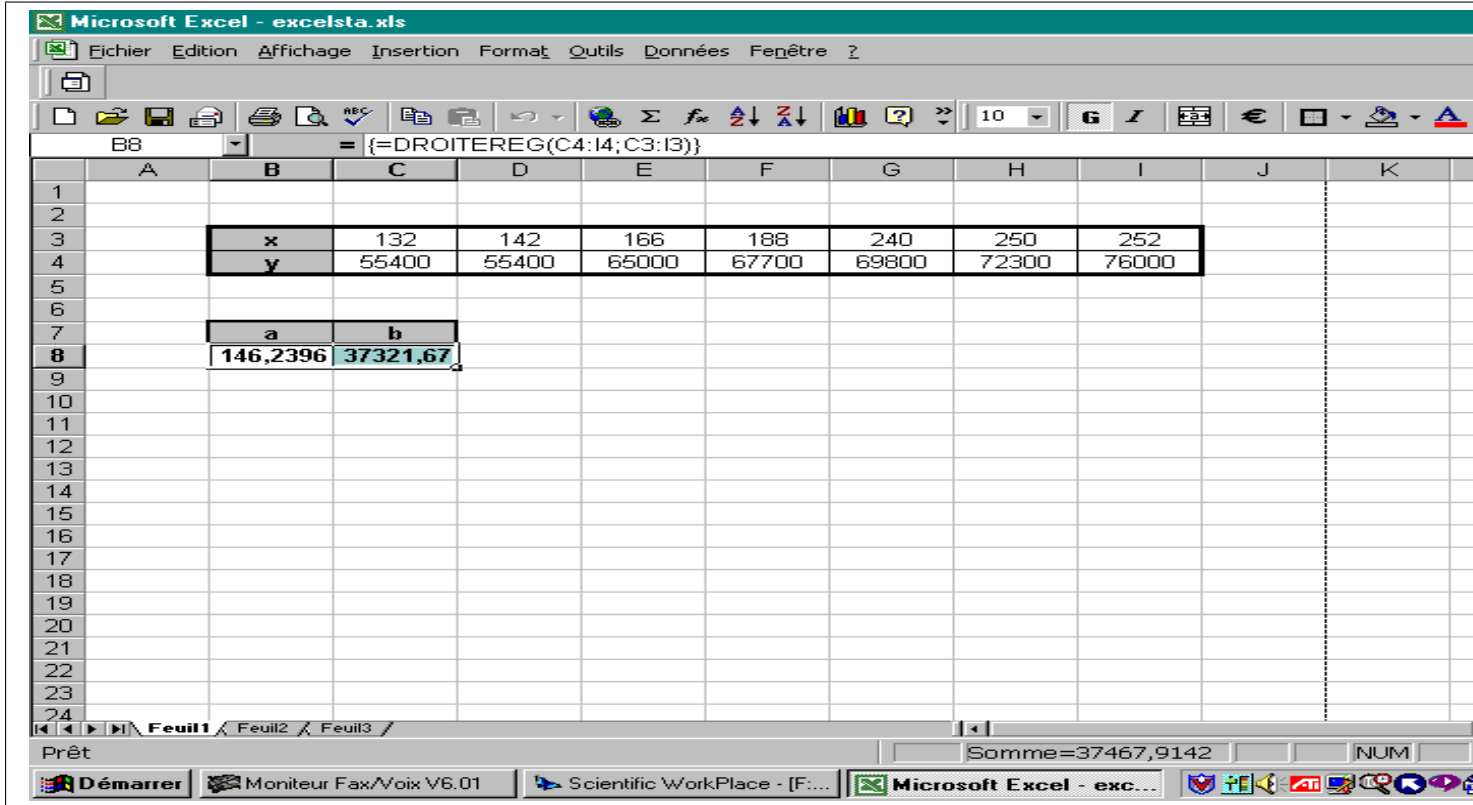 Microsoft Excel - excelsta.xls
Eichier Edition Affichage Insertion Format Outils Données Fenêtre ?
10 G I €
B8 = {=DROITEREG(C4:I4;C3:I3)}
A B C D E F G H I J K
1
2
3 x 132 142 166 188 240 250 252
4 y 55400 55400 65000 67700 69800 72300 76000
5
6
7 a b
8 146,2396 37321,67
9
10
11
12
13
14
15
16
17
18
19
20
21
22
23
24
Feuil1 Feuil2 Feuil3
Prêt Somme=37467,9142 NUM
Démarrer Moniteur Fax/Voix V6.01 Scientific WorkPlace - [F:... Microsoft Excel - exc...